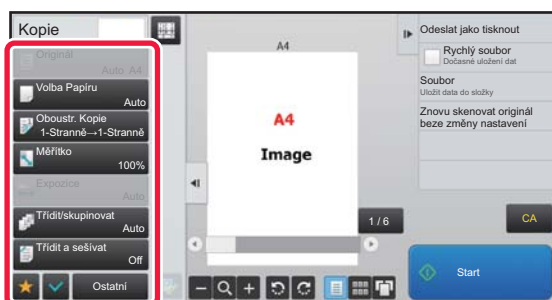 Kopie
Originál
Auto A4
Volba Papíru
Auto
Oboustr. Kopie
1-Stranně→1-Stranně
Měřítko
100%
Expozice
Auto
Třídit/skupinovat
Auto
Třídit a sešívat
Off
Ostatní
A4
A4
Image
1 / 6
Odeslat jako tisknout
Rychlý soubor
Dočasné uložení dat
Soubor
Uložit data do složky
Znovu skenovat originál
beze změny nastavení
CA
Start